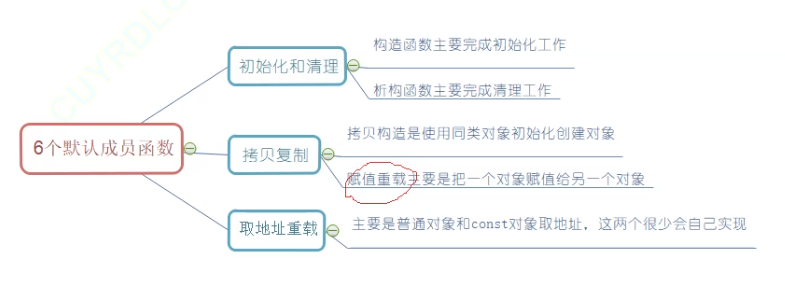 构造函数主要完成初始化工作
初始化和清理
析构函数主要完成清理工作
6个默认成员函数
拷贝构造是使用同类对象初始化创建对象
拷贝复制
赋值重载主要是把一个对象赋值给另一个对象
取地址重载
主要是普通对象和const对象取地址，这两个很少会自己实现